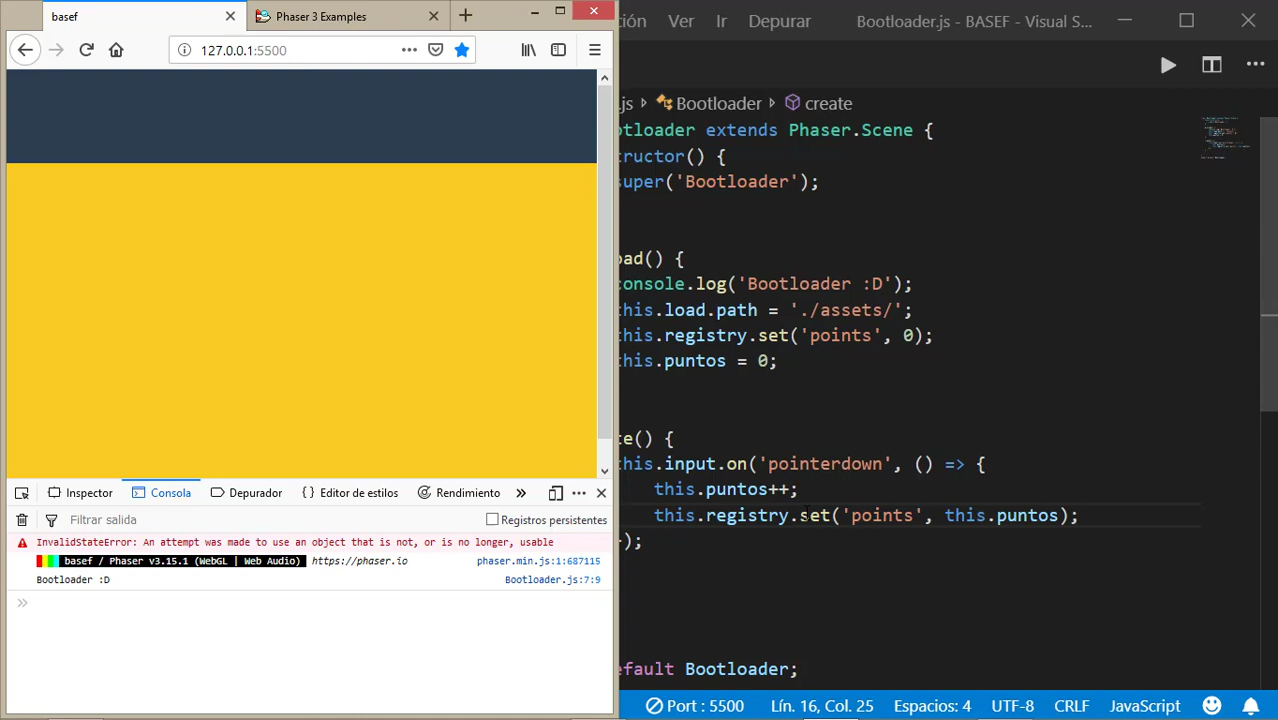 basef
Phaser 3 Examples
127.0.0.1:5500
Inspector
Consola
Depurador
Editor de estilos
Rendimiento
Filtrar salida
Registros persistentes
InvalidStateError: An attempt was made to use an object that is not, or is no longer, usable
basef / Phaser v3.15.1 (WebGL | Web Audio) https://phaser.io phaser.min.js:1:687115
Bootloader :D Bootloader.js:7:9
ción Ver Ir Depurar Bootloader.js - BASEF - Visual S...
.js > Bootloader > create
otloader extends Phaser.Scene {
tructor() {
super('Bootloader');
oad() {
console.log('Bootloader :D');
this.load.path = './assets/';
this.registry.set('points', 0);
this.puntos = 0;
te() {
this.input.on('pointerdown', () => {
this.puntos++;
this.registry.set('points', this.puntos);
});
efault Bootloader;
Port : 5500 Lín. 16, Col. 25 Espacios: 4 UTF-8 CRLF JavaScript